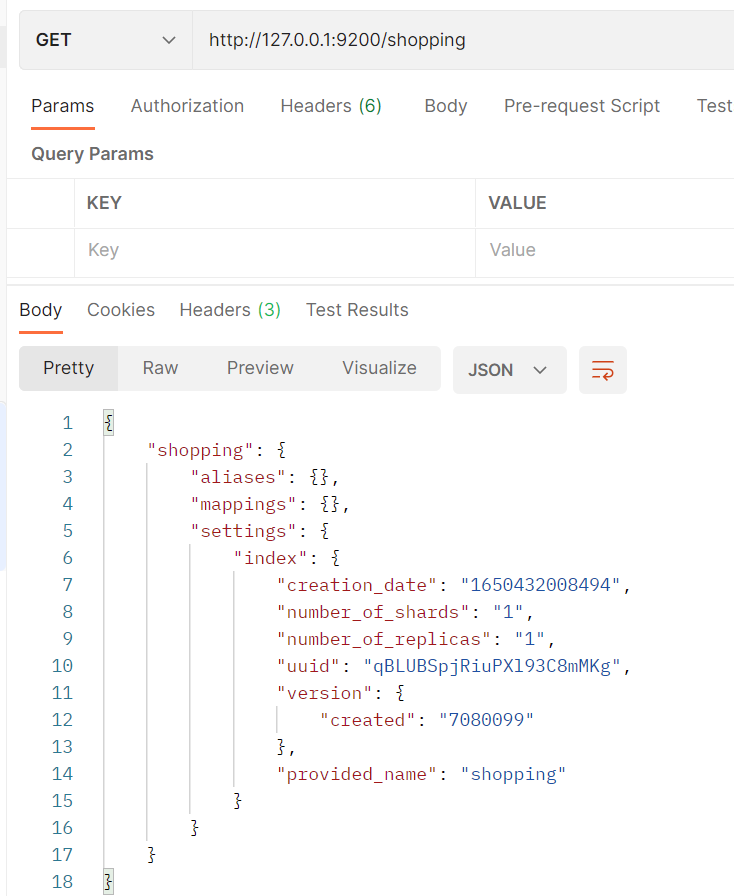 GET http://127.0.0.1:9200/shopping
Params Authorization Headers (6) Body Pre-request Script Test
Query Params
KEY VALUE
Key Value
Body Cookies Headers (3) Test Results
Pretty Raw Preview Visualize JSON
1 {
2 "shopping": {
3 "aliases": {},
4 "mappings": {},
5 "settings": {
6 "index": {
7 "creation_date": "1650432008494",
8 "number_of_shards": "1",
9 "number_of_replicas": "1",
10 "uuid": "qBLUBSpjRiuPXl93C8mMKg",
11 "version": {
12 "created": "7080099"
13 },
14 "provided_name": "shopping"
15 }
16 }
17 }
18 }